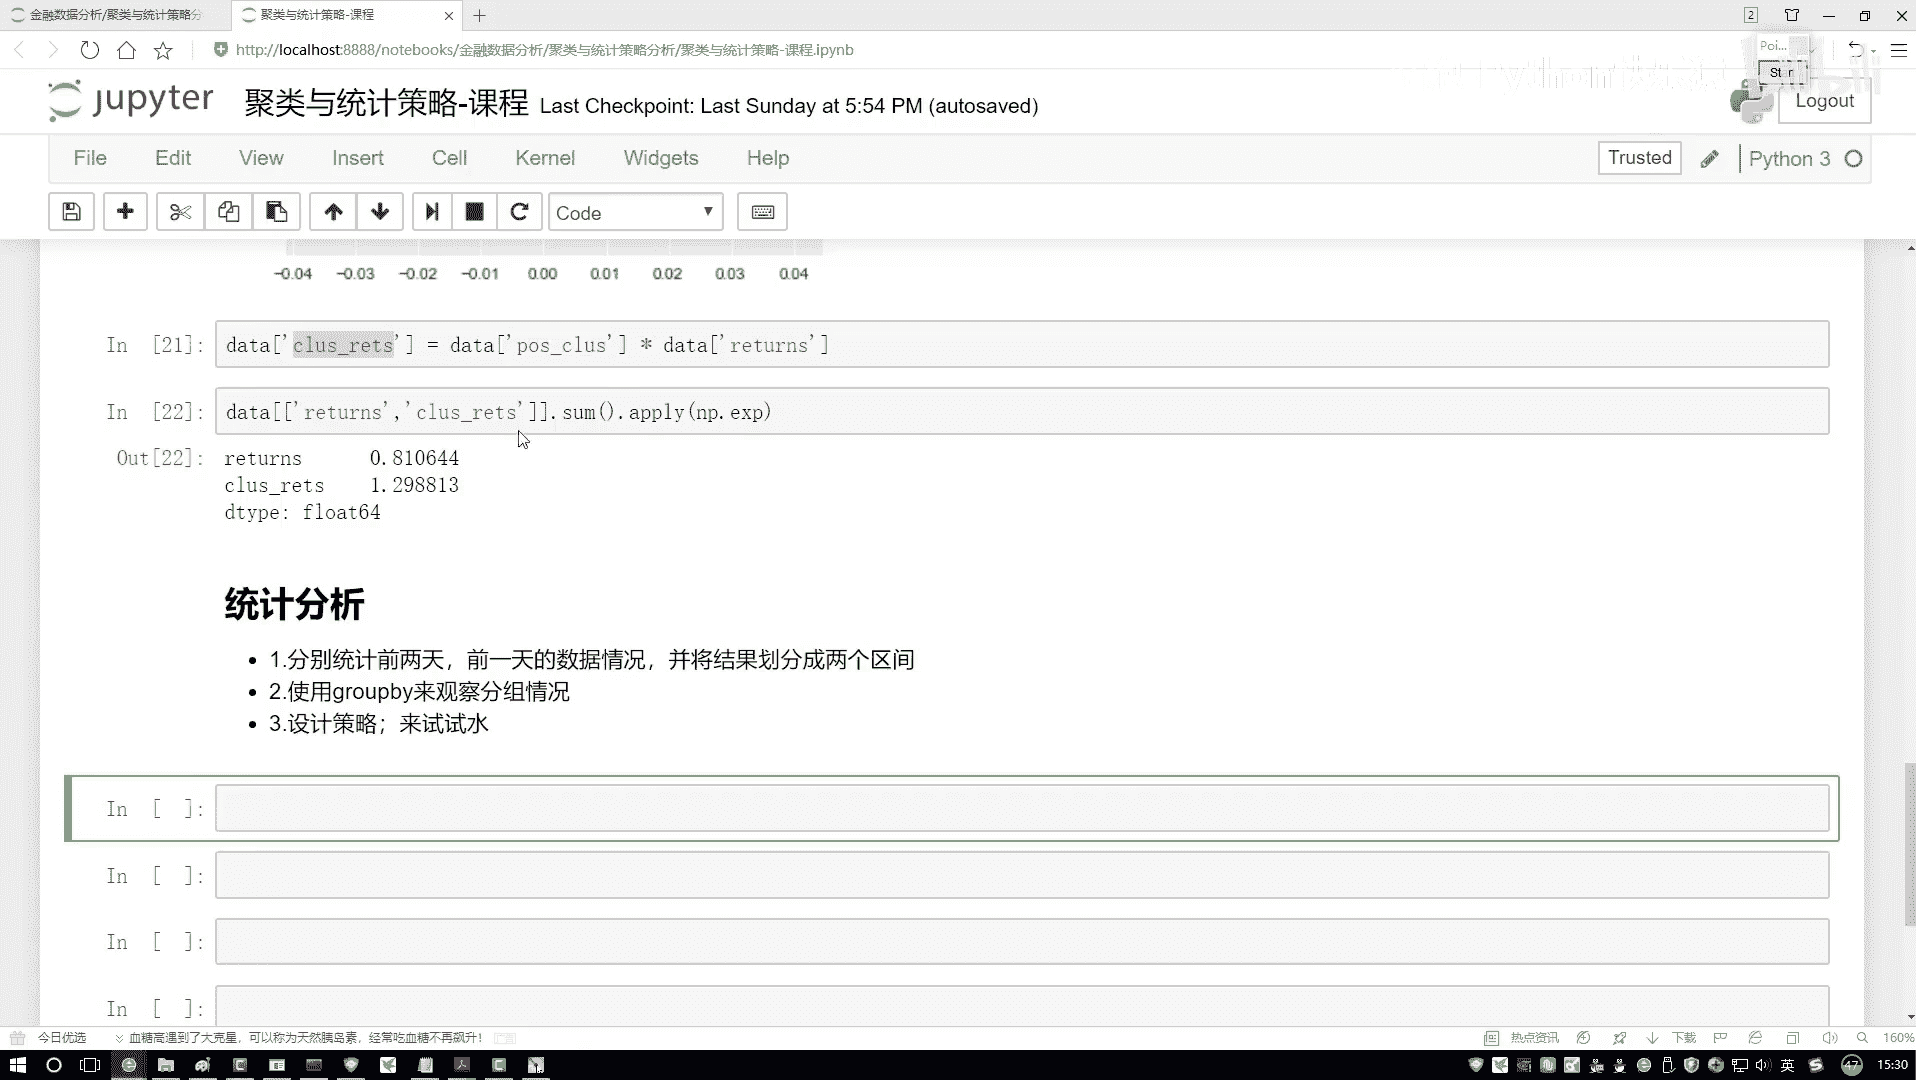 金融数据分析/聚类与统计策略分
聚类与统计策略-课程
2
http://localhost:8888/notebooks/金融数据分析/聚类与统计策略分析/聚类与统计策略-课程.ipynb
Poi...
jupyter 聚类与统计策略-课程 Last Checkpoint: Last Sunday at 5:54 PM (autosaved)
Logout
File Edit View Insert Cell Kernel Widgets Help
Trusted Python 3
Code
-0.04 -0.03 -0.02 -0.01 0.00 0.01 0.02 0.03 0.04
In [21]: data['clus_rets'] = data['pos_clus'] * data['returns']
In [22]: data[['returns','clus_rets']].sum().apply(np.exp)
Out[22]: returns 0.810644
clus_rets 1.298813
dtype: float64
统计分析
• 1.分别统计前两天，前一天的数据情况，并将结果划分成两个区间
• 2.使用groupby来观察分组情况
• 3.设计策略；来试试水
In [ ]:
In [ ]:
In [ ]:
In [ ]:
今日优选 血糖高遇到了大克星，可以称为天然胰岛素，经常吃血糖不再飙升！
热点资讯 下载 160%
英 47 15:30